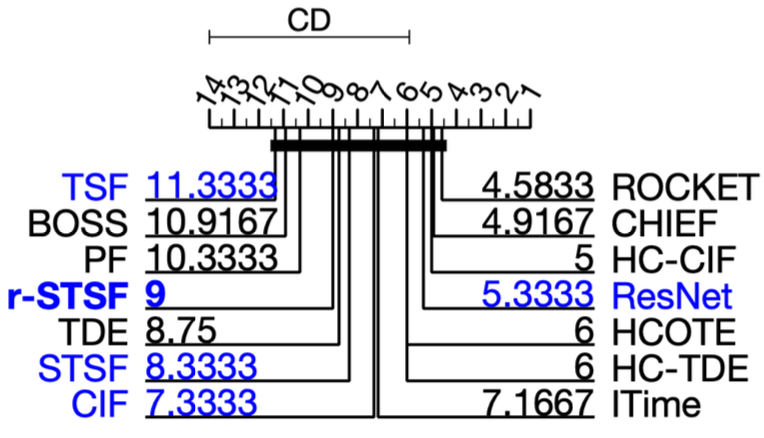 CD
14 13 12 11 10 9 8 7 6 5 4 3 2 1
TSF 11.3333 4.5833 ROCKET
BOSS 10.9167 4.9167 CHIEF
PF 10.3333 5 HC-CIF
r-STSF 9 5.3333 ResNet
TDE 8.75 6 HCOTE
STSF 8.3333 6 HC-TDE
CIF 7.3333 7.1667 ITime